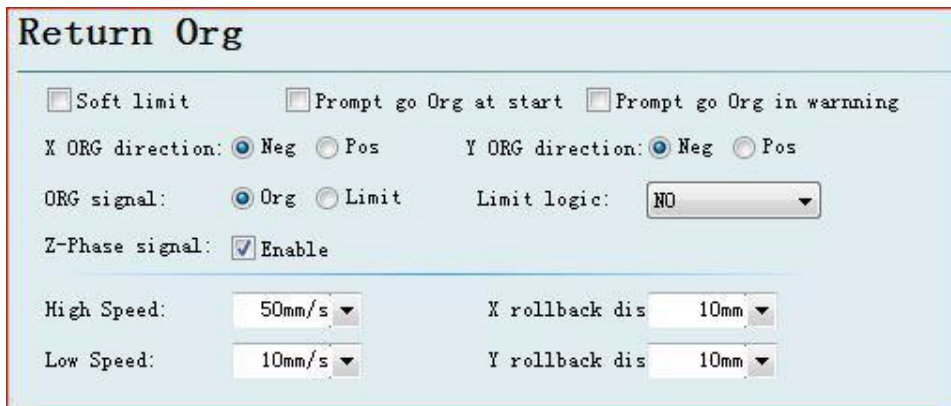 Return Org
Soft limit Prompt go Org at start Prompt go Org in warnning
X ORG direction: Neg Pos Y ORG direction: Neg Pos
ORG signal: Org Limit Limit logic: NO
Z-Phase signal: Enable
High Speed: 50mm/s X rollback dis 10mm
Low Speed: 10mm/s Y rollback dis 10mm